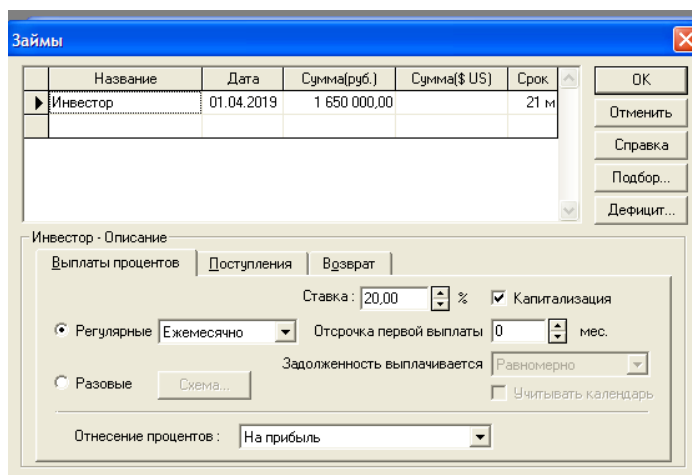 Займы
Название Дата Сумма(руб.) Сумма($ US) Срок
Инвестор 01.04.2019 1 650 000,00 21 м
OK
Отменить
Справка
Подбор...
Дефицит...
Инвестор - Описание
Выплаты процентов Поступления Возврат
Ставка: 20,00 % Капитализация
Регулярные Ежемесячно Отсрочка первой выплаты 0 мес.
Задолженность выплачивается Равномерно
Разовые Схема... Учитывать календарь
Отнесение процентов : На прибыль